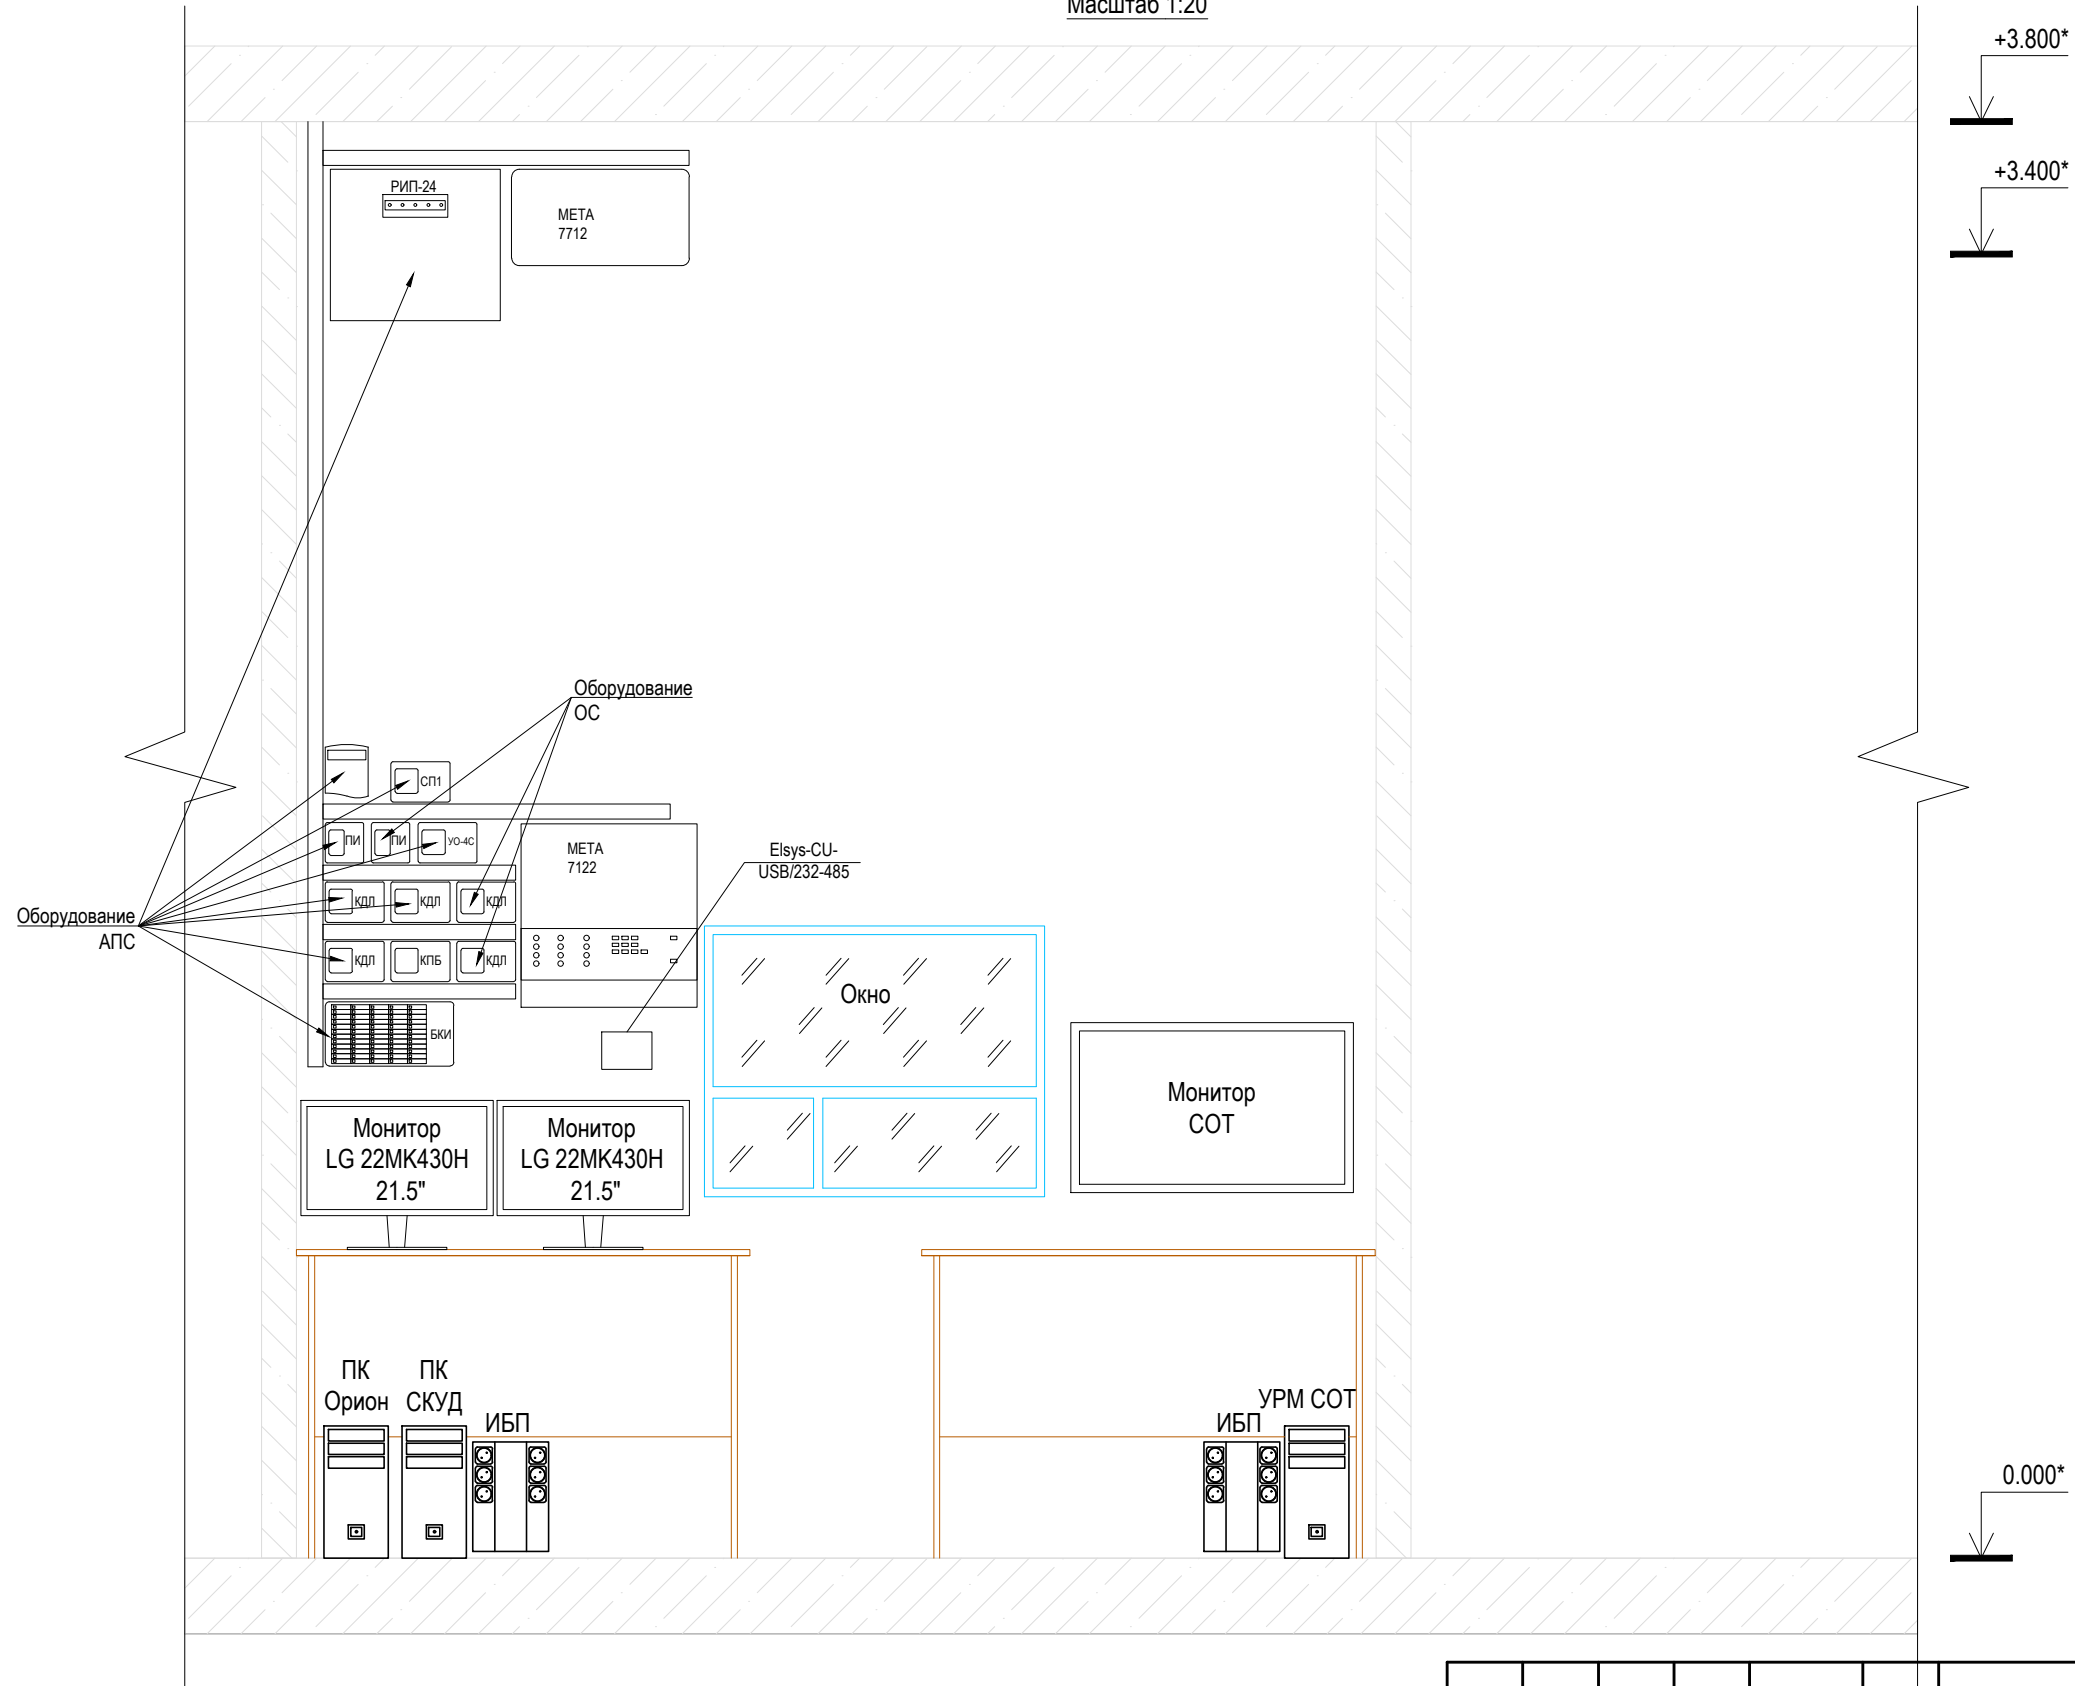 Масштаб 1:20
+3.800*
+3.400*
РИП-24
МЕТА
7712
Оборудование
ОС
СП1
ПИ
ПИ
УО-4С
МЕТА
7122
Elsys-CU-
USB/232-485
КДЛ
КДЛ
КДЛ
Оборудование
АПС
КДЛ
КПБ
КДЛ
Окно
БКИ
Монитор
СОТ
Монитор
LG 22MK430H
21.5"
Монитор
LG 22MK430H
21.5"
ПК
Орион
ПК
СКУД
ИБП
ИБП
УРМ СОТ
0.000*